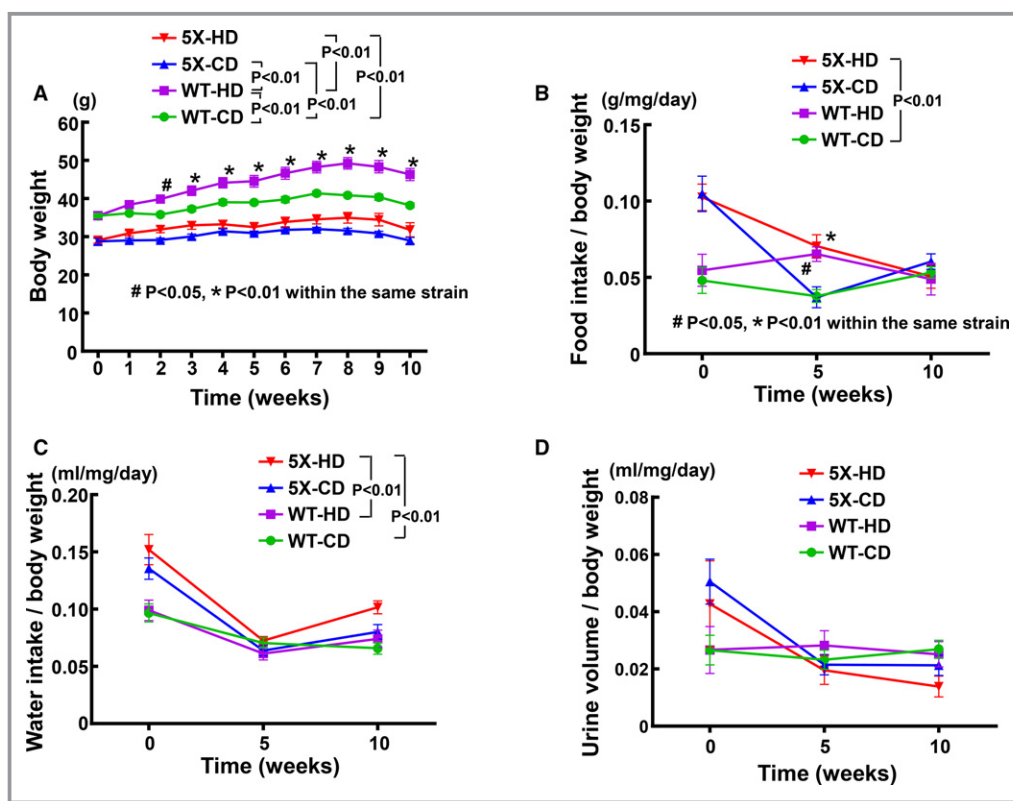 A
(g)
5X-HD
5X-CD
WT-HD
WT-CD
P<0.01
P<0.01
P<0.01
P<0.01
P<0.01
Body weight
60
50
40
30
20
10
0
# * * * * * * * *
# P<0.05, * P<0.01 within the same strain
0 1 2 3 4 5 6 7 8 9 10
Time (weeks)
B
(g/mg/day)
5X-HD
5X-CD
WT-HD
WT-CD
P<0.01
Food intake / body weight
0.15
0.10
0.05
0
*
#
# P<0.05, * P<0.01 within the same strain
0 5 10
Time (weeks)
C
(ml/mg/day)
5X-HD
5X-CD
WT-HD
WT-CD
P<0.01
P<0.01
Water intake / body weight
0.20
0.15
0.10
0.05
0
0 5 10
Time (weeks)
D
(ml/mg/day)
5X-HD
5X-CD
WT-HD
WT-CD
Urine volume / body weight
0.08
0.06
0.04
0.02
0
0 5 10
Time (weeks)